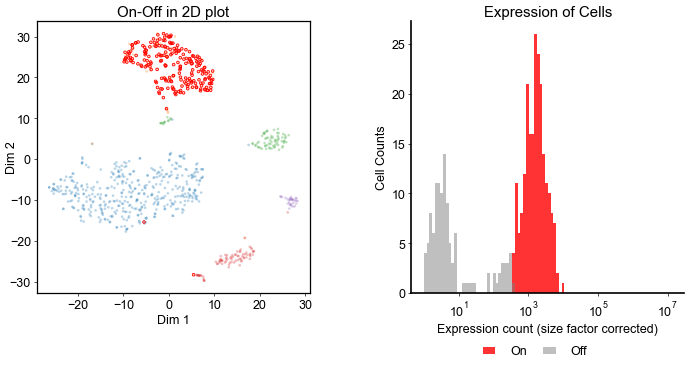 On-Off in 2D plot
30
20
10
0
−10
−20
−30
Dim 2
−20 −10 0 10 20 30
Dim 1
Expression of Cells
25
20
15
10
5
0
Cell Counts
10^1 10^3 10^5 10^7
Expression count (size factor corrected)
On Off